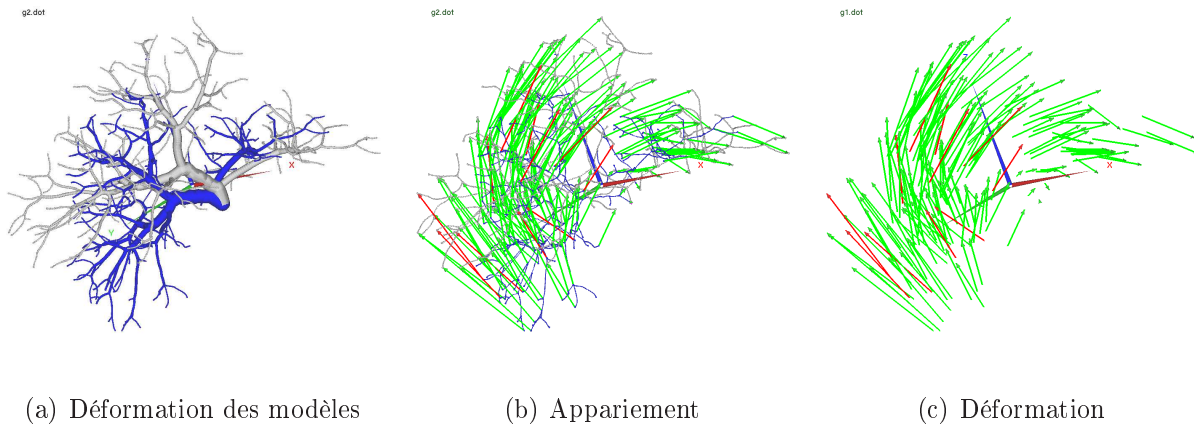 g2.dot
g2.dot
g1.dot
Z
Z
X
X
X
Y
(a) Déformation des modèles
(b) Appariement
(c) Déformation